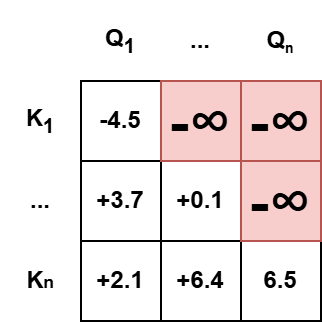 Q₁ ... Qₙ
K₁ -4.5 -∞ -∞
... +3.7 +0.1 -∞
Kn +2.1 +6.4 6.5